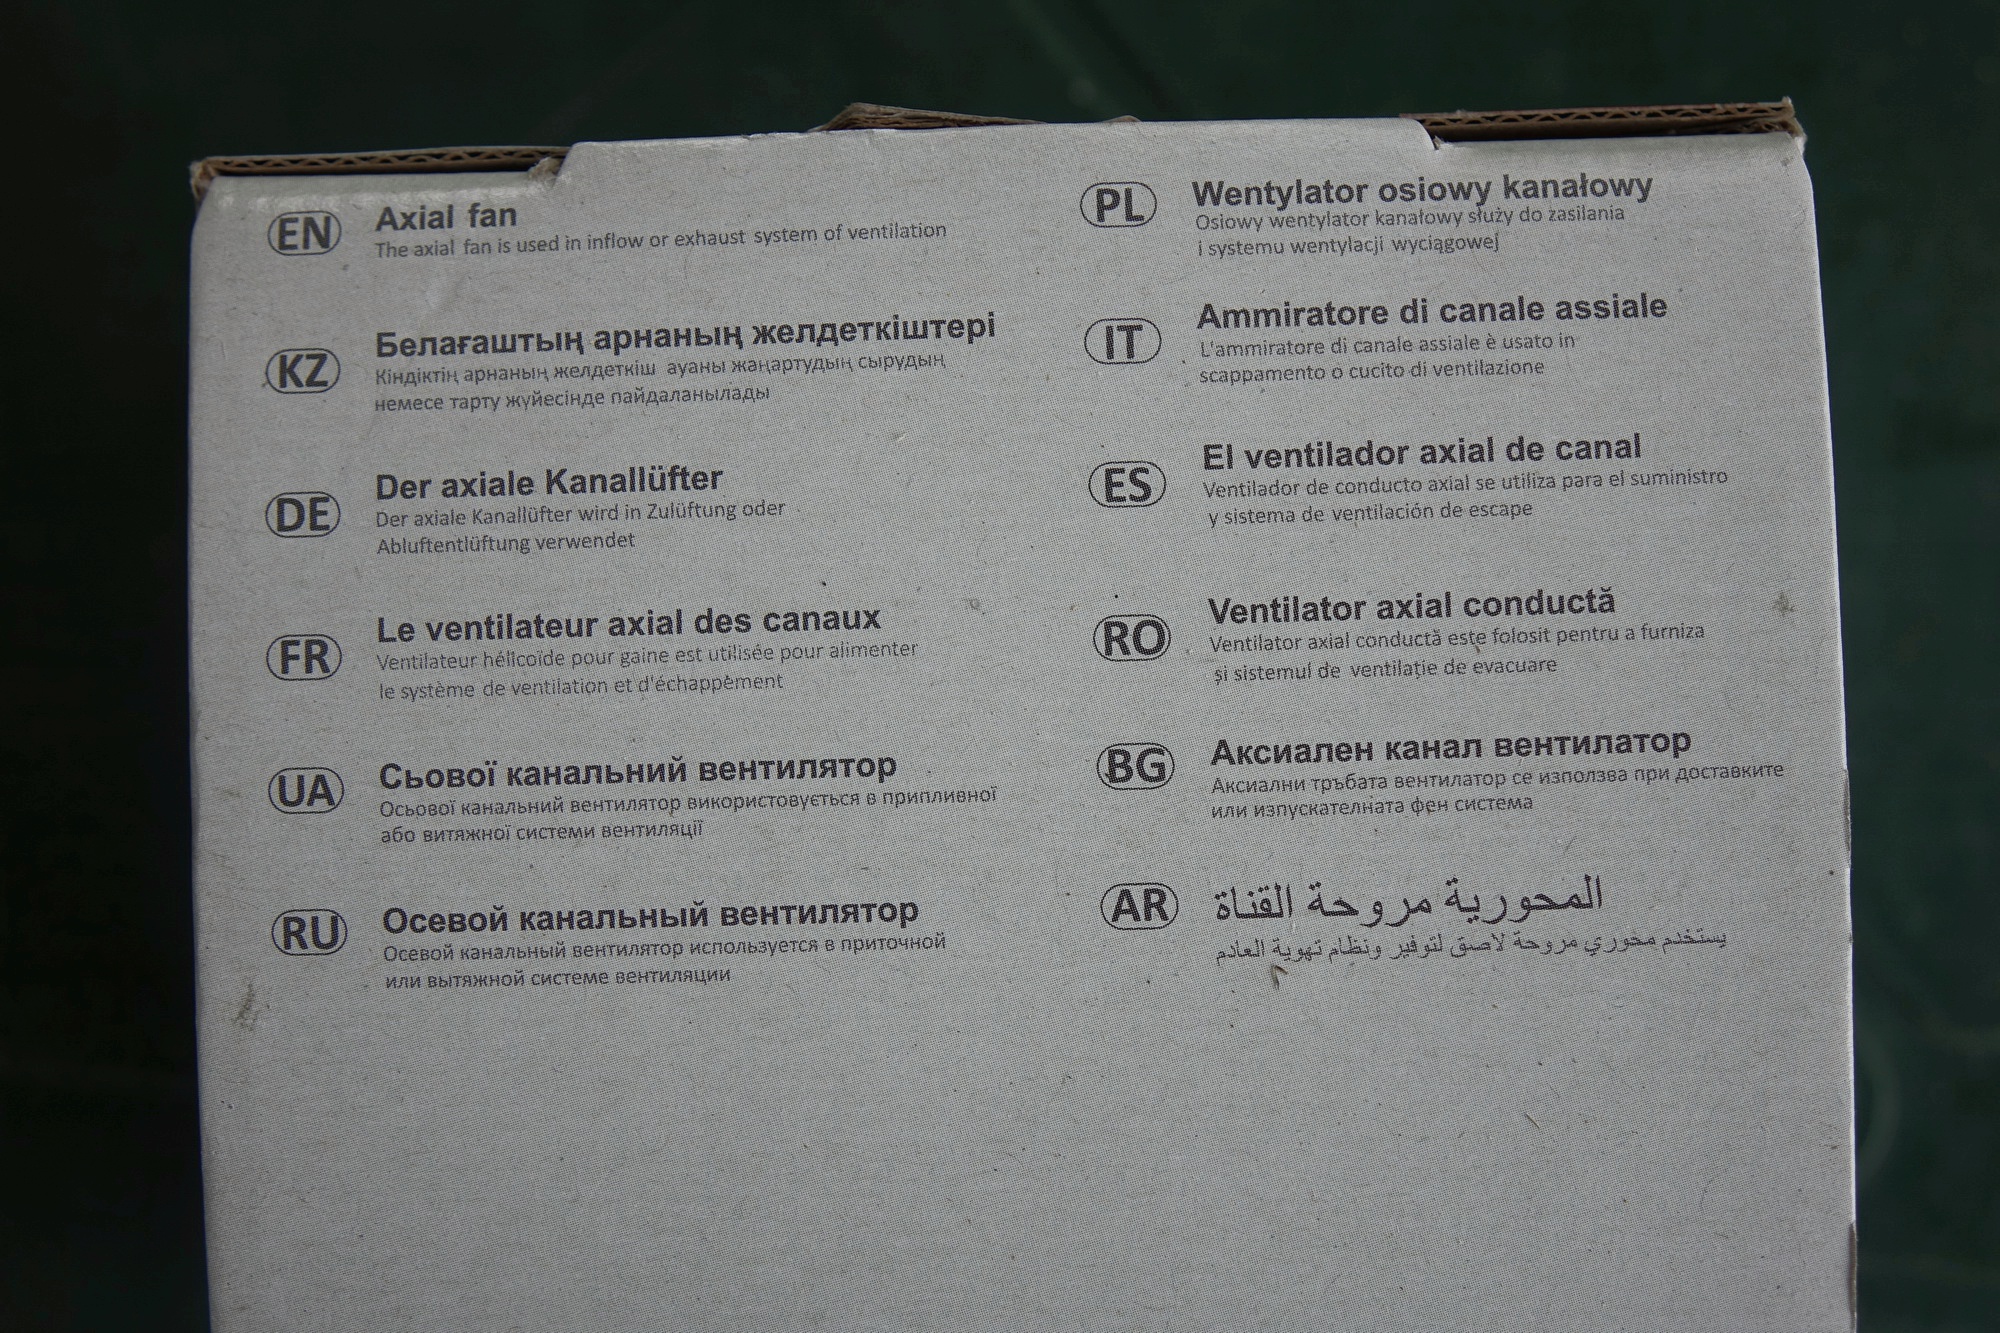 EN
Axial fan
The axial fan is used in inflow or exhaust system of ventilation
KZ
Белағаштың арнаның желдеткіштері
Кіндіктің арнаның желдеткіш ауаны жаңартудың сырудың
немесе тарту жүйесінде пайдаланылады
DE
Der axiale Kanallüfter
Der axiale Kanallüfter wird in Zulüftung oder
Abluftentlüftung verwendet
FR
Le ventilateur axial des canaux
Ventilateur hélicoïde pour gaine est utilisée pour alimenter
le système de ventilation et d'échappèment
UA
Сьової канальний вентилятор
Осьової канальний вентилятор використовується в припливної
або витяжної системи вентиляції
RU
Осевой канальный вентилятор
Осевой канальный вентилятор используется в приточной
или вытяжной системе вентиляции
PL
Wentylator osiowy kanałowy
Osiowy wentylator kanałowy służy do zasilania
i systemu wentylacji wyciągowej
IT
Ammiratore di canale assiale
L'ammiratore di canale assiale è usato in
scappamento o cucito di ventilazione
ES
El ventilador axial de canal
Ventilador de conducto axial se utiliza para el suministro
y sistema de ventilación de escape
RO
Ventilator axial conductă
Ventilator axial conductă este folosit pentru a furniza
și sistemul de ventilație de evacuare
BG
Аксиален канал вентилатор
Аксиални тръбата вентилатор се използва при доставките
или изпускателната фен система
AR
المحورية مروحة القناة
يستخدم محوري مروحة لاصق لتوفير ونظام تهوية العادم